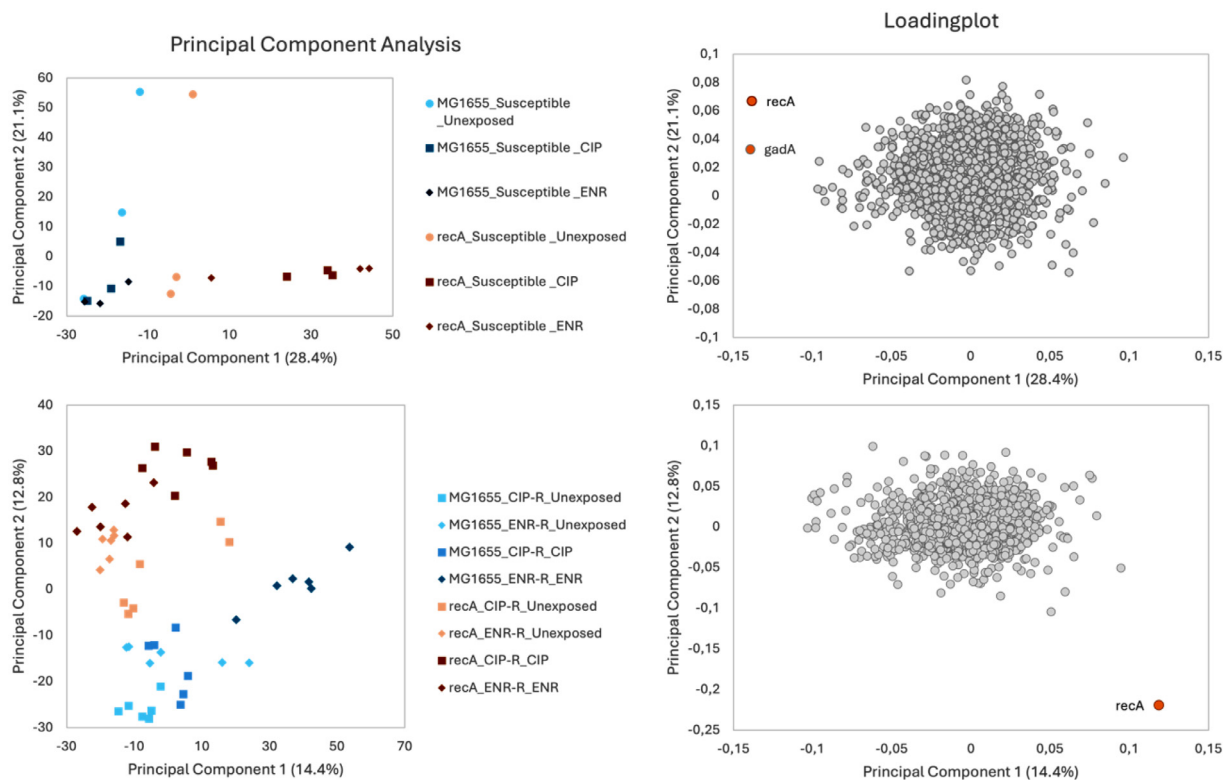 Principal Component Analysis
Principal Component 2 (21.1%)
60
50
40
30
20
10
0
-10
-20
-30
-10
10
30
50
Principal Component 1 (28.4%)
MG1655_Susceptible
_Unexposed
MG1655_Susceptible _CIP
MG1655_Susceptible _ENR
recA_Susceptible _Unexposed
recA_Susceptible _CIP
recA_Susceptible _ENR
Loadingplot
Principal Component 2 (21.1%)
0,1
0,08
0,06
0,04
0,02
0
-0,02
-0,04
-0,06
-0,08
-0,1
recA
gadA
-0,15
-0,1
-0,05
0
0,05
0,1
0,15
Principal Component 1 (28.4%)
Principal Component 2 (12.8%)
40
30
20
10
0
-10
-20
-30
-30
-10
10
30
50
70
Principal Component 1 (14.4%)
MG1655_CIP-R_Unexposed
MG1655_ENR-R_Unexposed
MG1655_CIP-R_CIP
MG1655_ENR-R_ENR
recA_CIP-R_Unexposed
recA_ENR-R_Unexposed
recA_CIP-R_CIP
recA_ENR-R_ENR
Principal Component 2 (12.8%)
0,15
0,1
0,05
0
-0,05
-0,1
-0,15
-0,2
-0,25
recA
-0,15
-0,1
-0,05
0
0,05
0,1
0,15
Principal Component 1 (14.4%)